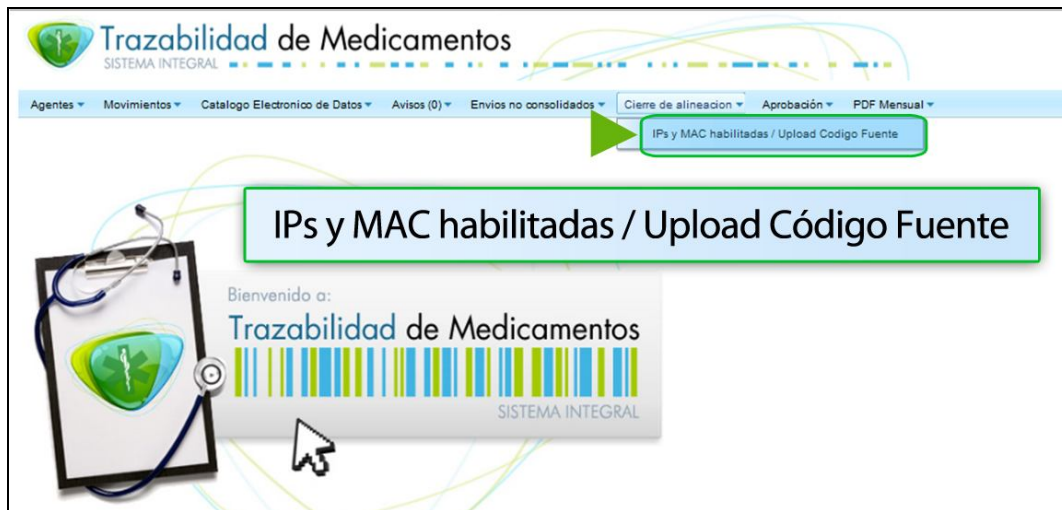 Trazabilidad de Medicamentos
SISTEMA INTEGRAL
Agentes Movimientos Catalogo Electronico de Datos Avisos (0) Envios no consolidados Cierre de alineacion Aprobación PDF Mensual
IPs y MAC habilitadas / Upload Codigo Fuente
IPs y MAC habilitadas / Upload Código Fuente
Bienvenido a:
Trazabilidad de Medicamentos
SISTEMA INTEGRAL